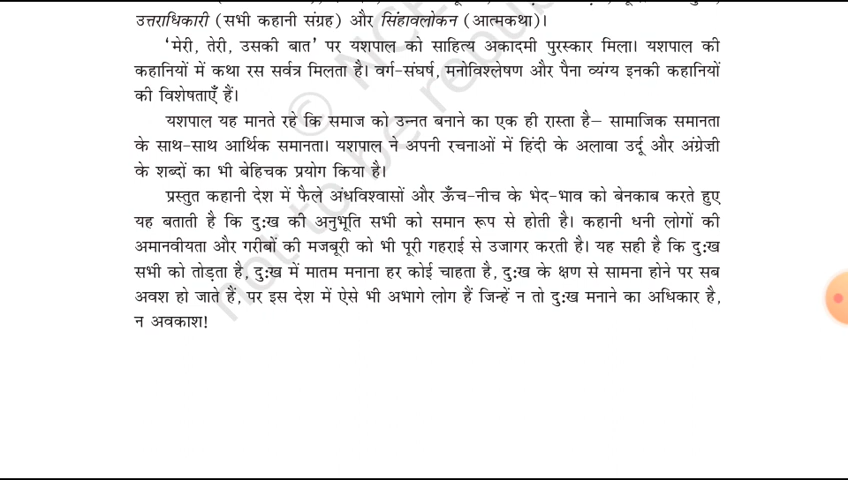 उत्तराधिकारी (सभी कहानी संग्रह) और सिंहावलोकन (आत्मकथा)।
‘मेरी, तेरी, उसकी बात’ पर यशपाल को साहित्य अकादमी पुरस्कार मिला। यशपाल की
कहानियों में कथा रस सर्वत्र मिलता है। वर्ग-संघर्ष, मनोविश्लेषण और पैना व्यंग्य इनकी कहानियों
की विशेषताएँ हैं।
यशपाल यह मानते रहे कि समाज को उन्नत बनाने का एक ही रास्ता है– सामाजिक समानता
के साथ-साथ आर्थिक समानता। यशपाल ने अपनी रचनाओं में हिंदी के अलावा उर्दू और अंग्रेज़ी
के शब्दों का भी बेहिचक प्रयोग किया है।
प्रस्तुत कहानी देश में फैले अंधविश्वासों और ऊँच-नीच के भेद-भाव को बेनकाब करते हुए
यह बताती है कि दुःख की अनुभूति सभी को समान रूप से होती है। कहानी धनी लोगों की
अमानवीयता और गरीबों की मजबूरी को भी पूरी गहराई से उजागर करती है। यह सही है कि दुःख
सभी को तोड़ता है, दुःख में मातम मनाना हर कोई चाहता है, दुःख के क्षण से सामना होने पर सब
अवश हो जाते हैं, पर इस देश में ऐसे भी अभागे लोग हैं जिन्हें न तो दुःख मनाने का अधिकार है,
न अवकाश!
© NCE
not to be republ